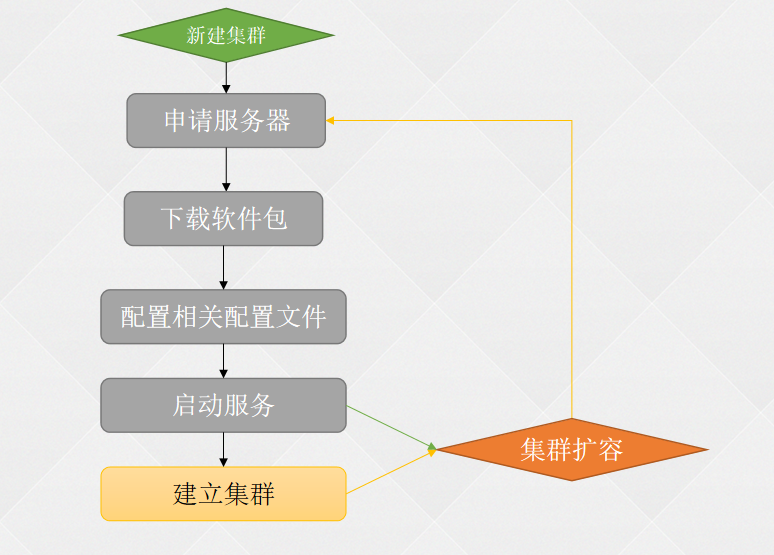 新建集群
申请服务器
下载软件包
配置相关配置文件
启动服务
集群扩容
建立集群